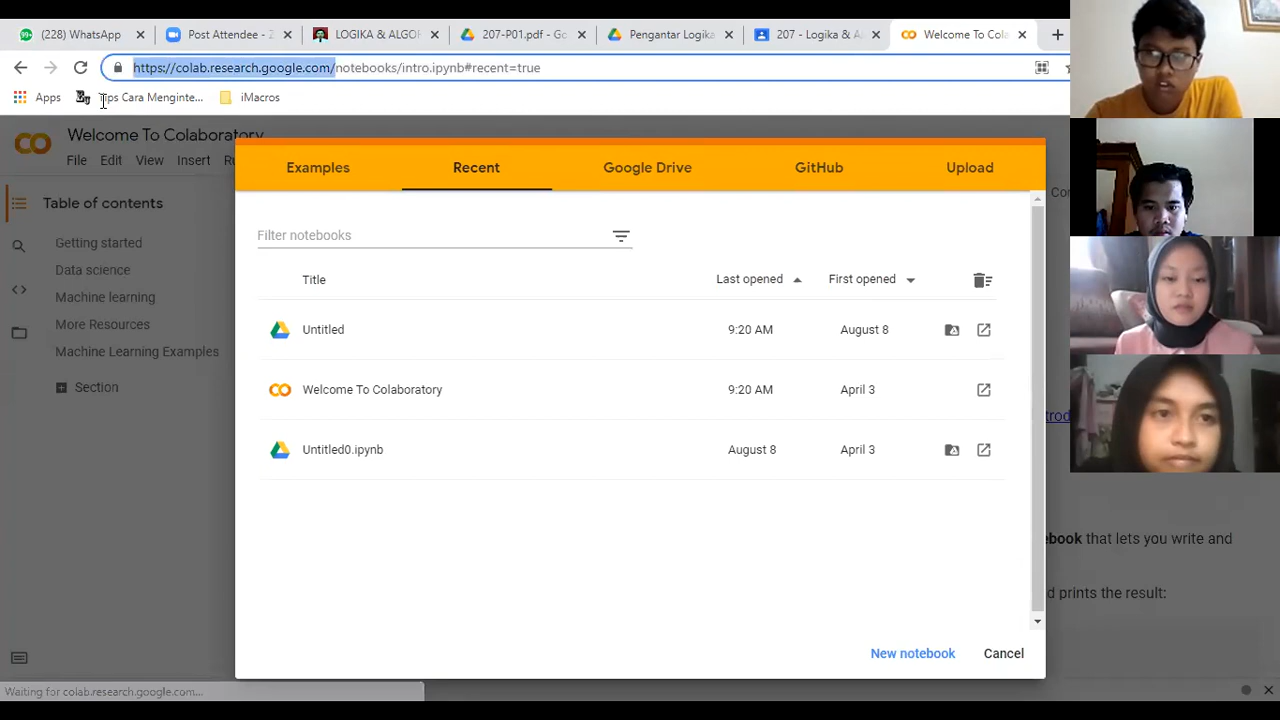 (228) WhatsApp
Post Attendee - Z
LOGIKA & ALGOF
207-P01.pdf - Go
Pengantar Logika
207 - Logika & A
Welcome To Cola
https://colab.research.google.com/notebooks/intro.ipynb#recent=true
Apps
Tips Cara Menginte...
iMacros
Welcome To Colaboratory
File Edit View Insert Ru
Examples
Recent
Google Drive
GitHub
Upload
Table of contents
Getting started
Data science
Machine learning
More Resources
Machine Learning Examples
Section
Filter notebooks
Title Last opened First opened
Untitled 9:20 AM August 8
Welcome To Colaboratory 9:20 AM April 3
Untitled0.ipynb August 8 April 3
Co
ntrod
ebook that lets you write and
d prints the result:
New notebook Cancel
Waiting for colab.research.google.com...